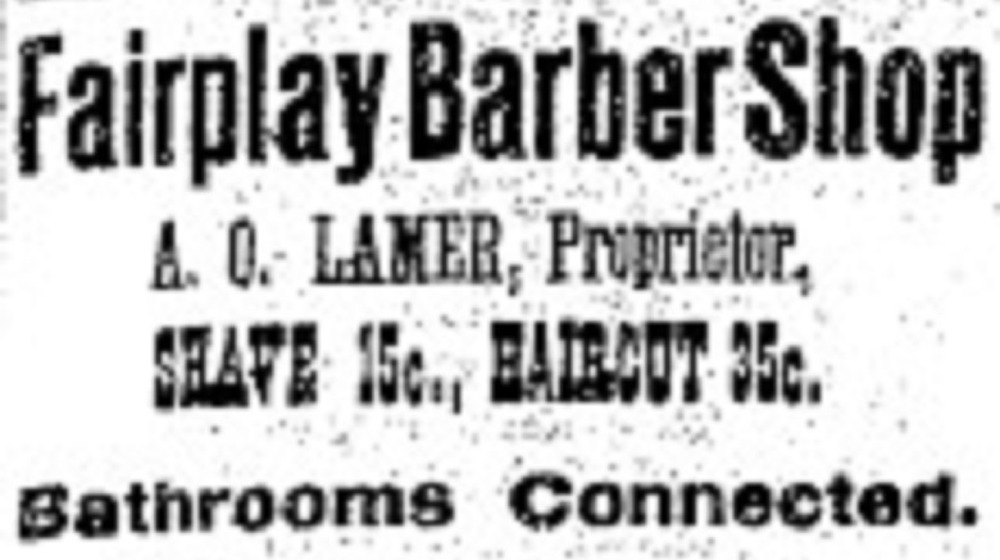 Fairplay Barber Shop
A. O. LAMER, Proprietor,
SHAVE 15c., HAIRCUT 35c.
Bathrooms Connected.